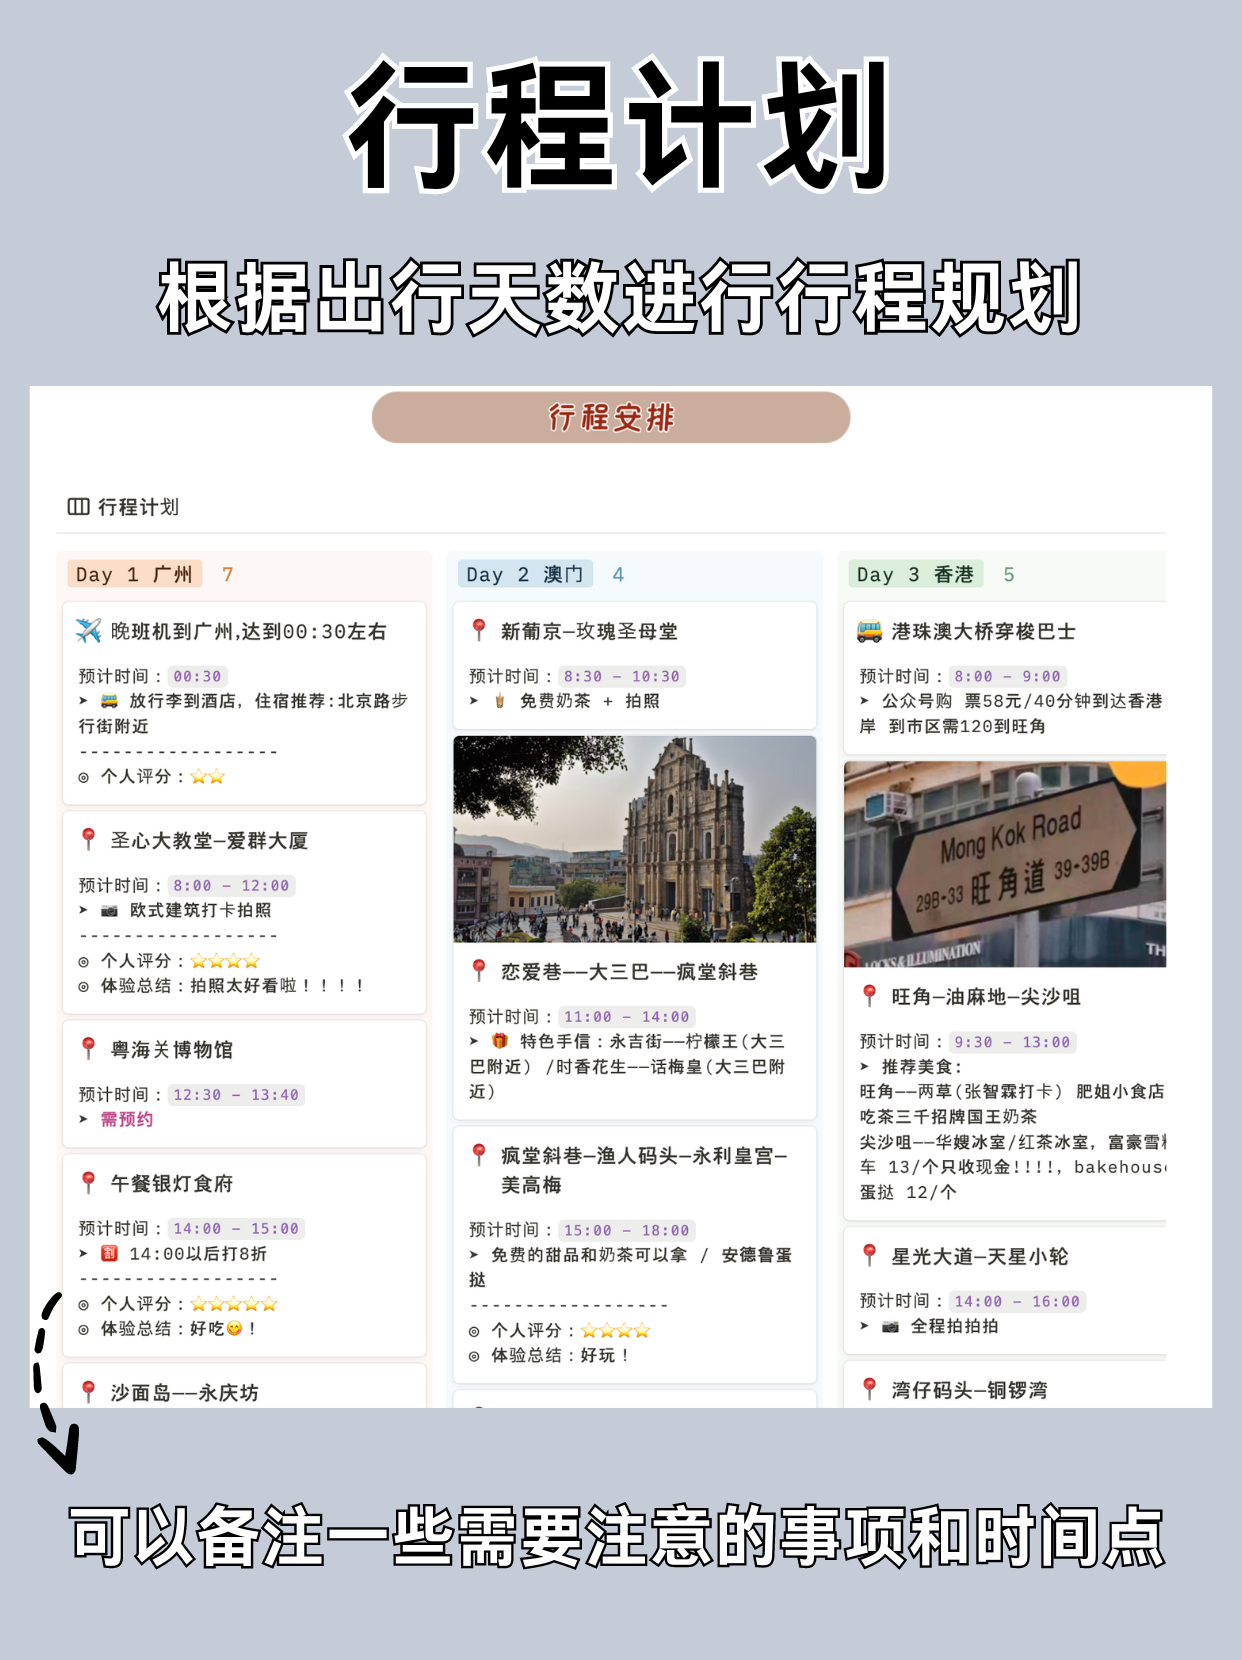 行程计划
根据出行天数进行行程规划
行程安排
行程计划
Day 1 广州 7
✈️ 晚班机到广州,达到00:30左右
预计时间：00:30
➤ 🚌 放行李到酒店，住宿推荐:北京路步
行街附近
------------------
◎ 个人评分：⭐⭐
📍 圣心大教堂—爱群大厦
预计时间：8:00 – 12:00
➤ 📷 欧式建筑打卡拍照
------------------
◎ 个人评分：⭐⭐⭐⭐
◎ 体验总结：拍照太好看啦！！！！
📍 粤海关博物馆
预计时间：12:30 – 13:40
➤ 需预约
📍 午餐银灯食府
预计时间：14:00 – 15:00
➤ 🈹 14:00以后打8折
------------------
◎ 个人评分：⭐⭐⭐⭐⭐
◎ 体验总结：好吃😋！
📍 沙面岛——永庆坊
Day 2 澳门 4
📍 新葡京—玫瑰圣母堂
预计时间：8:30 – 10:30
➤ 🧋 免费奶茶 + 拍照
📍 恋爱巷——大三巴——疯堂斜巷
预计时间：11:00 – 14:00
➤ 🎁 特色手信：永吉街——柠檬王(大三
巴附近) /时香花生——话梅皇(大三巴附
近)
📍 疯堂斜巷—渔人码头—永利皇宫—
美高梅
预计时间：15:00 – 18:00
➤ 免费的甜品和奶茶可以拿 / 安德鲁蛋
挞
------------------
◎ 个人评分：⭐⭐⭐⭐
◎ 体验总结：好玩！
Day 3 香港 5
🚌 港珠澳大桥穿梭巴士
预计时间：8:00 – 9:00
➤ 公众号购 票58元/40分钟到达香港
岸 到市区需120到旺角
Mong Kok Road
29B-33 旺角道 39-39B
LOCKS & ILLUMINATION
TH
📍 旺角—油麻地—尖沙咀
预计时间：9:30 – 13:00
➤ 推荐美食：
旺角——两草(张智霖打卡) 肥姐小食店
吃茶三千招牌国王奶茶
尖沙咀——华嫂冰室/红茶冰室，富豪雪
车 13/个只收现金!!!!，bakehouse
蛋挞 12/个
📍 星光大道—天星小轮
预计时间：14:00 – 16:00
➤ 📷 全程拍拍拍
📍 湾仔码头—铜锣湾
可以备注一些需要注意的事项和时间点